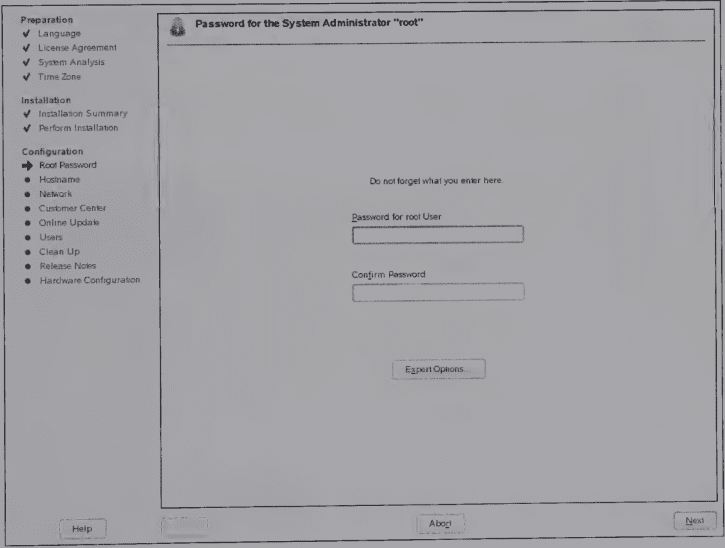 Preparation
Language
License Agreement
System Analysis
Time Zone
Installation
Installation Summary
Perform Installation
Configuration
Root Password
Hostname
Network
Customer Center
Online Update
Users
Clean Up
Release Notes
Hardware Configuration
Password for the System Administrator "root"
Do not forget what you enter here.
Password for root User
Confirm Password
Expert Options...
Help
Abort
Next